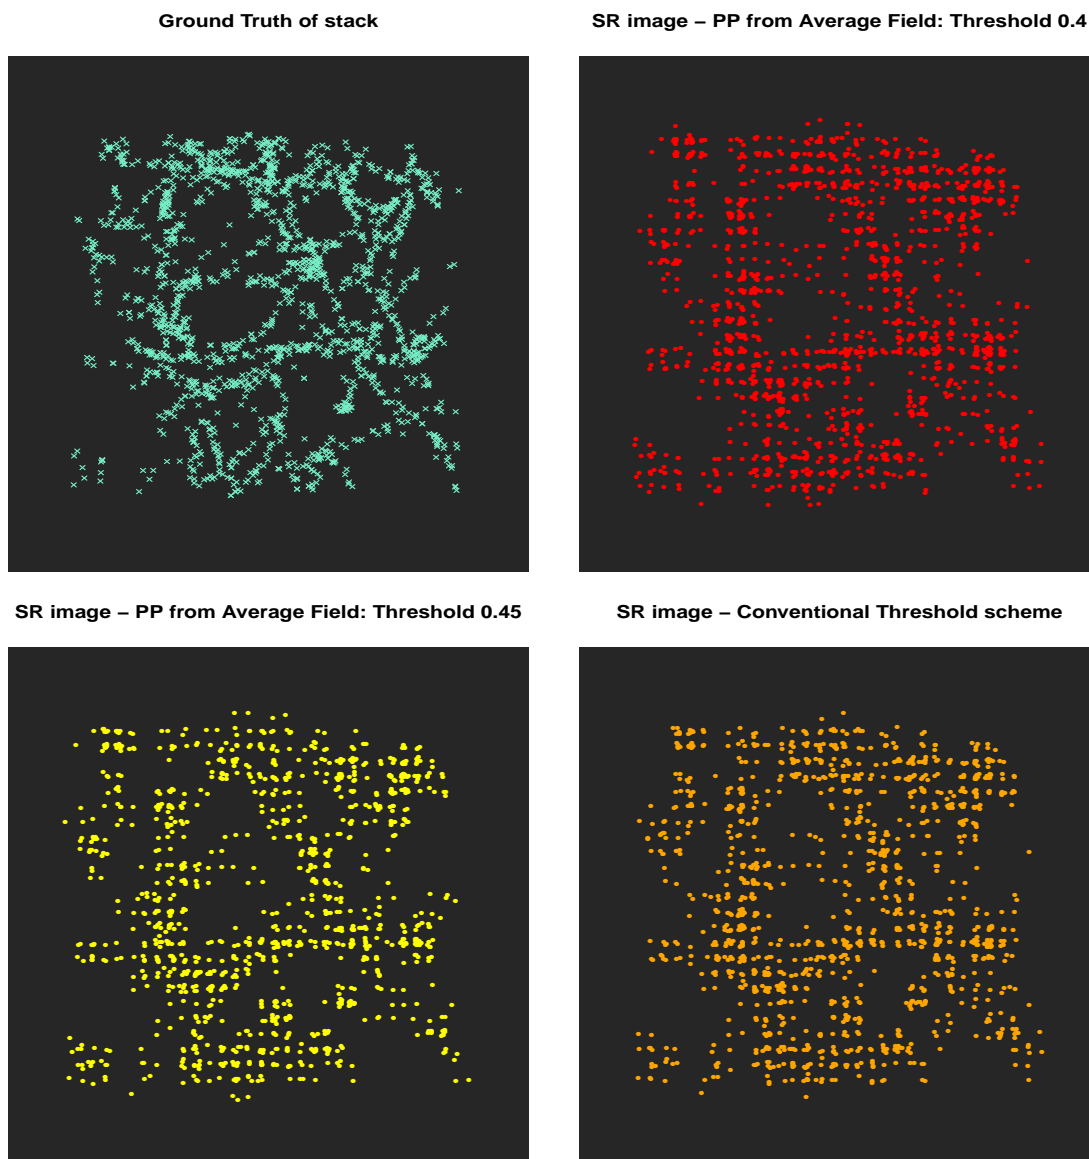 Ground Truth of stack
SR image – PP from Average Field: Threshold 0.4
SR image – PP from Average Field: Threshold 0.45
SR image – Conventional Threshold scheme